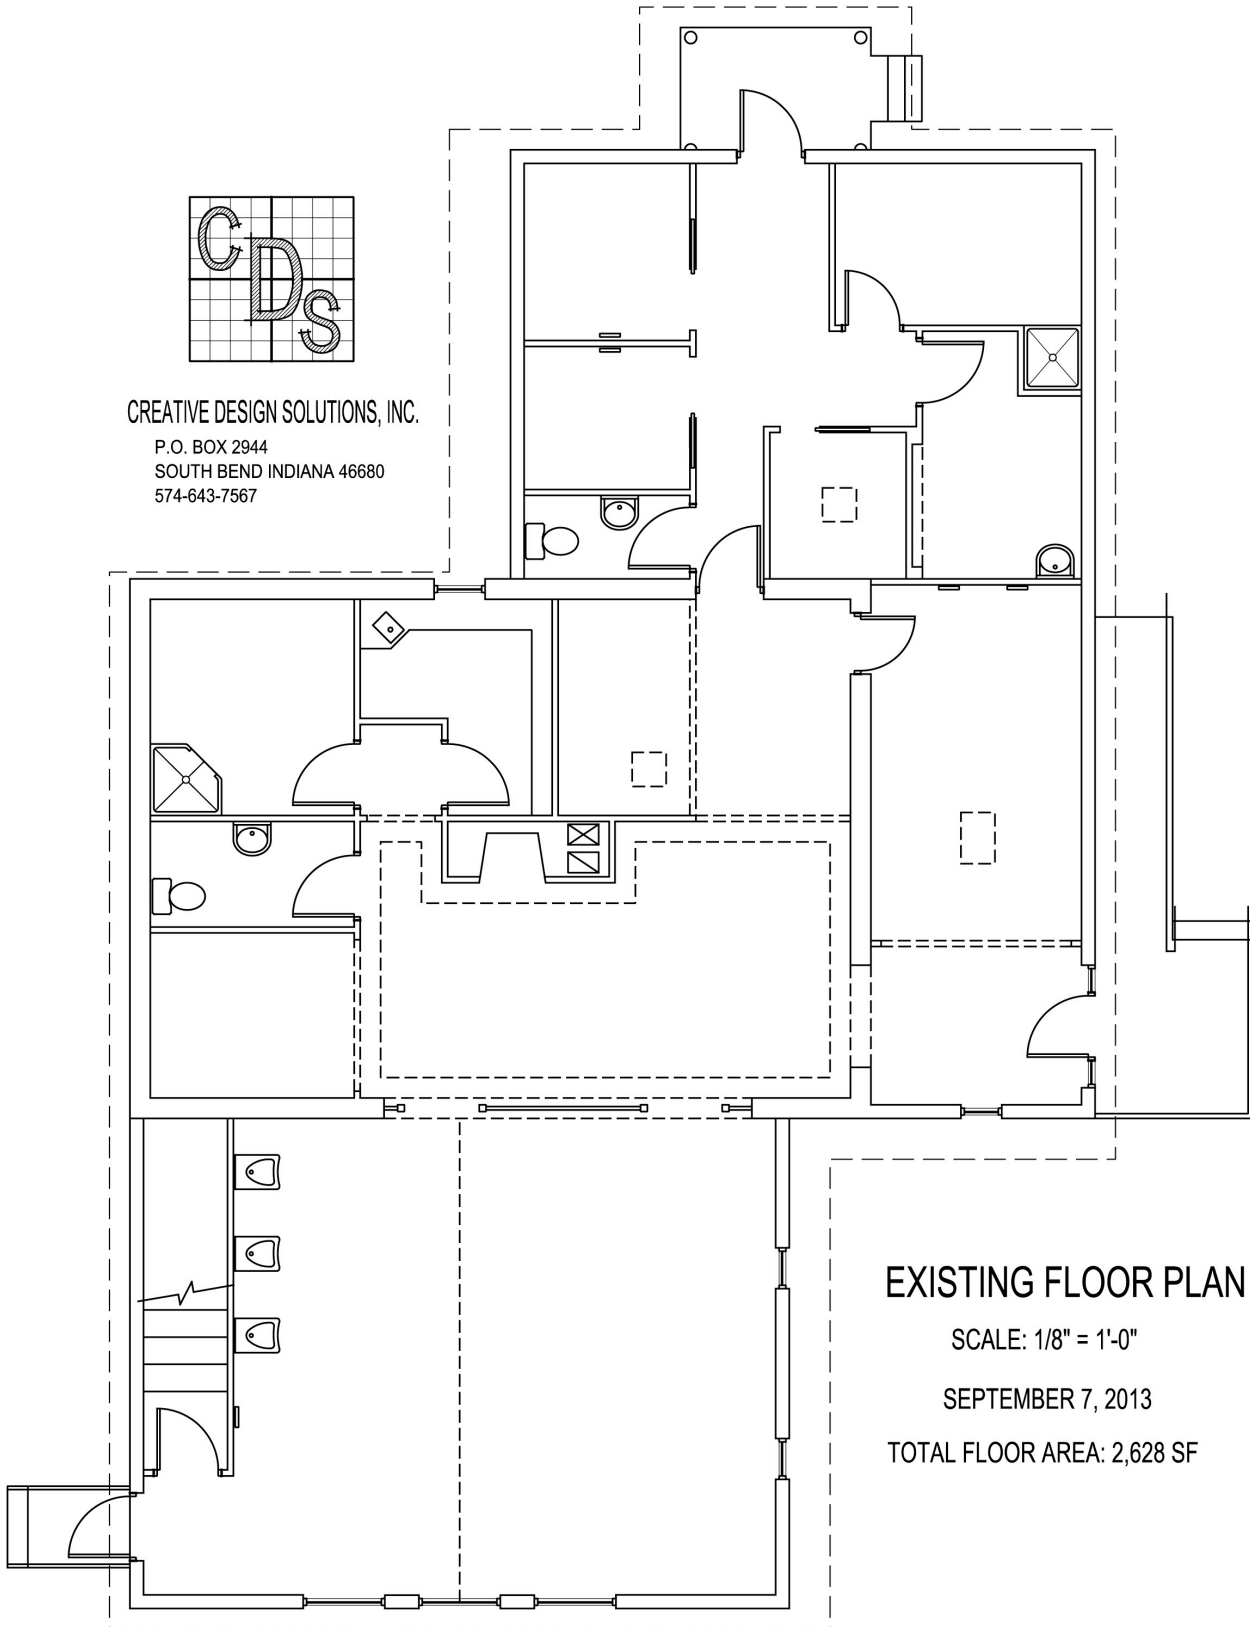 CDS
CREATIVE DESIGN SOLUTIONS, INC.
P.O. BOX 2944
SOUTH BEND INDIANA 46680
574-643-7567
EXISTING FLOOR PLAN
SCALE: 1/8" = 1'-0"
SEPTEMBER 7, 2013
TOTAL FLOOR AREA: 2,628 SF